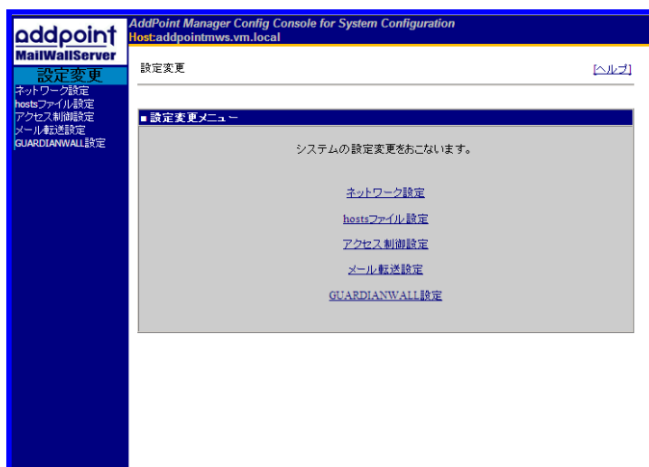 addpoint
MailWallServer
設定変更
ネットワーク設定
hostsファイル設定
アクセス制御設定
メール転送設定
GUARDIANWALL設定
AddPoint Manager Config Console for System Configuration
Host:addpointmws.vm.local
設定変更
[ヘルプ]
■設定変更メニュー
システムの設定変更をおこないます。
ネットワーク設定
hostsファイル設定
アクセス制御設定
メール転送設定
GUARDIANWALL設定